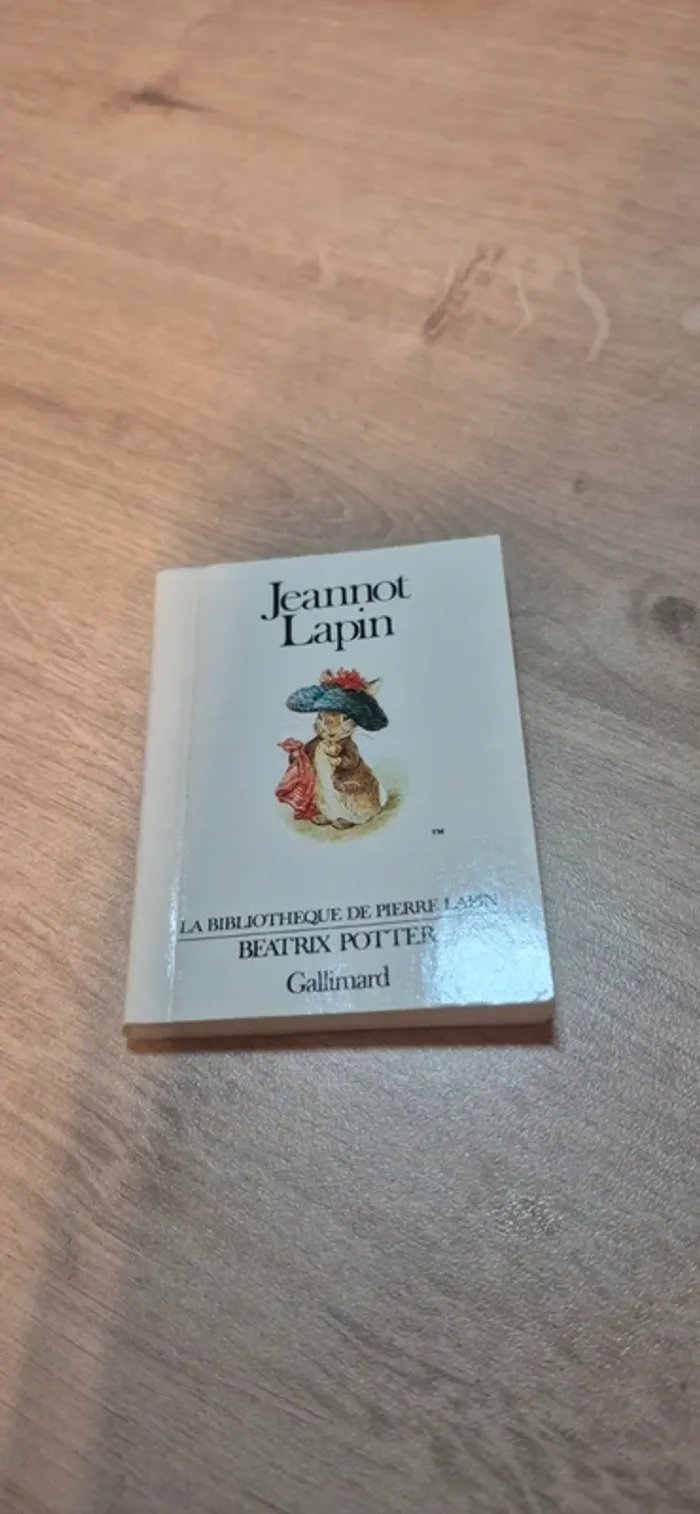 Jeannot
Lapin
TM
LA BIBLIOTHEQUE DE PIERRE LAPIN
BEATRIX POTTER
Gallimard